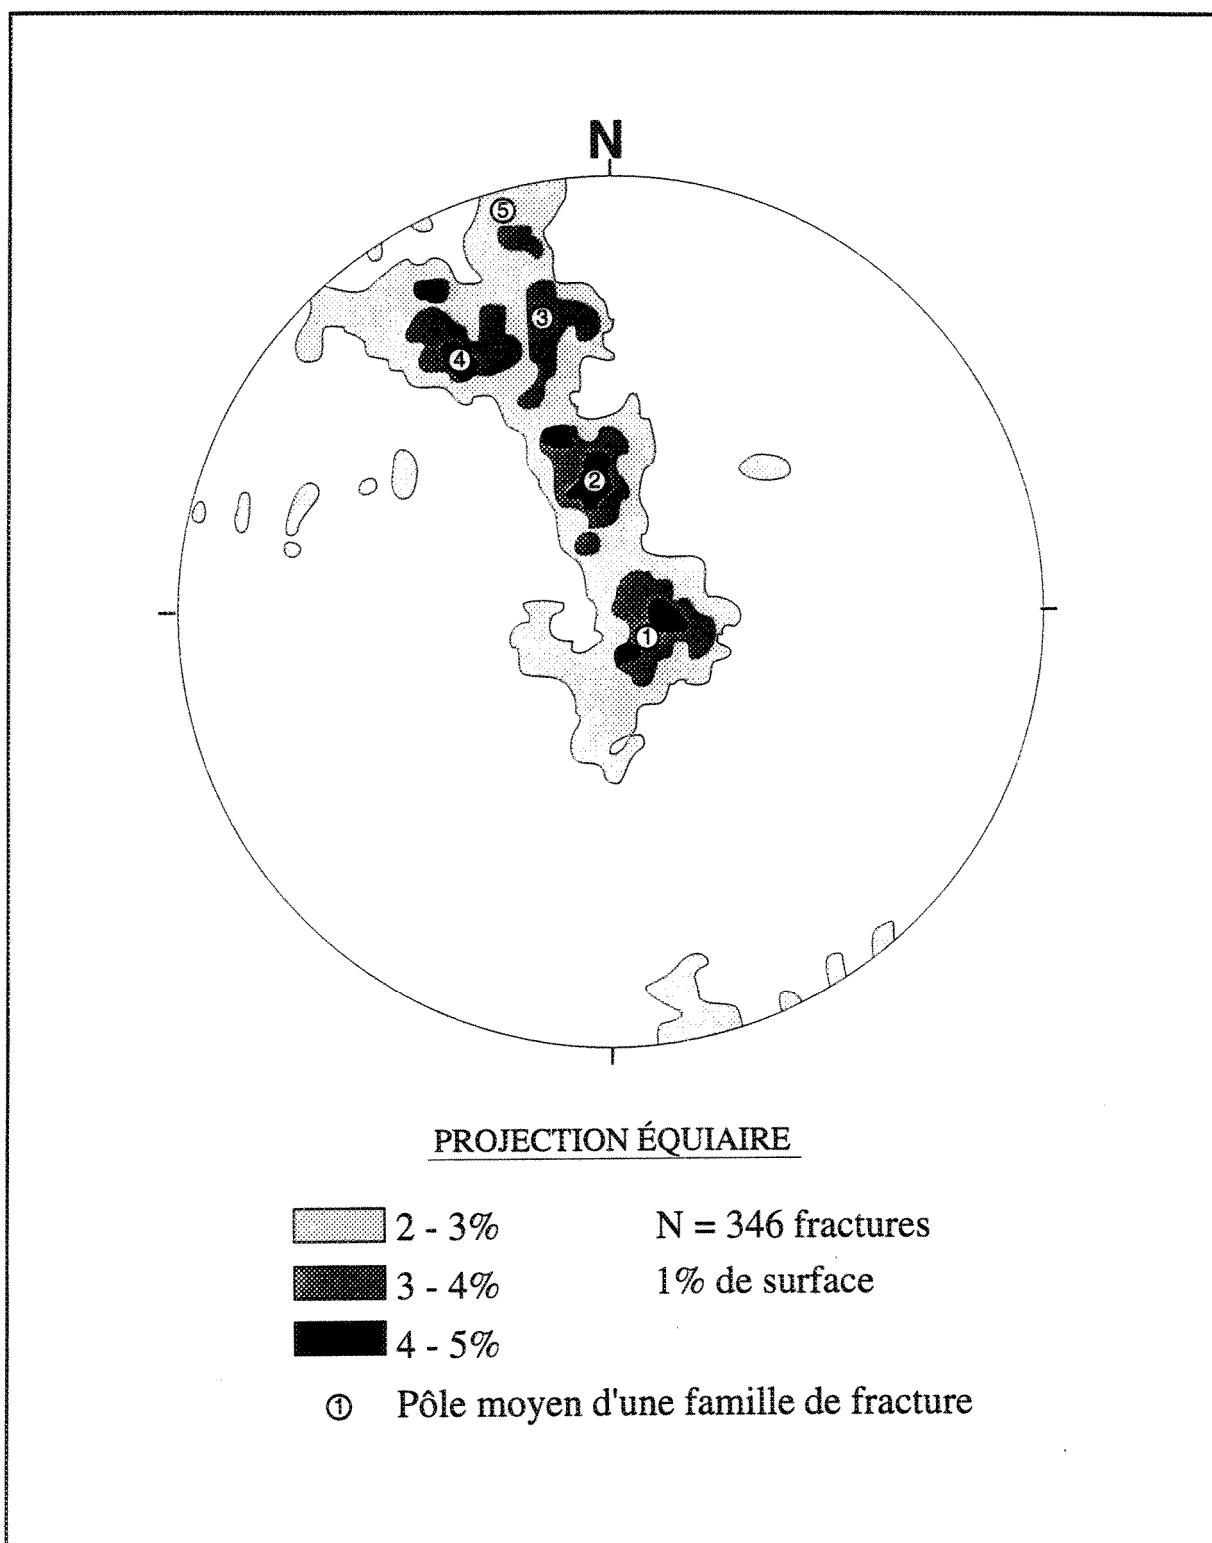 N
5
3
4
2
1
PROJECTION ÉQUIAIRE
2 - 3% N = 346 fractures
3 - 4% 1% de surface
4 - 5%
1 Pôle moyen d'une famille de fracture